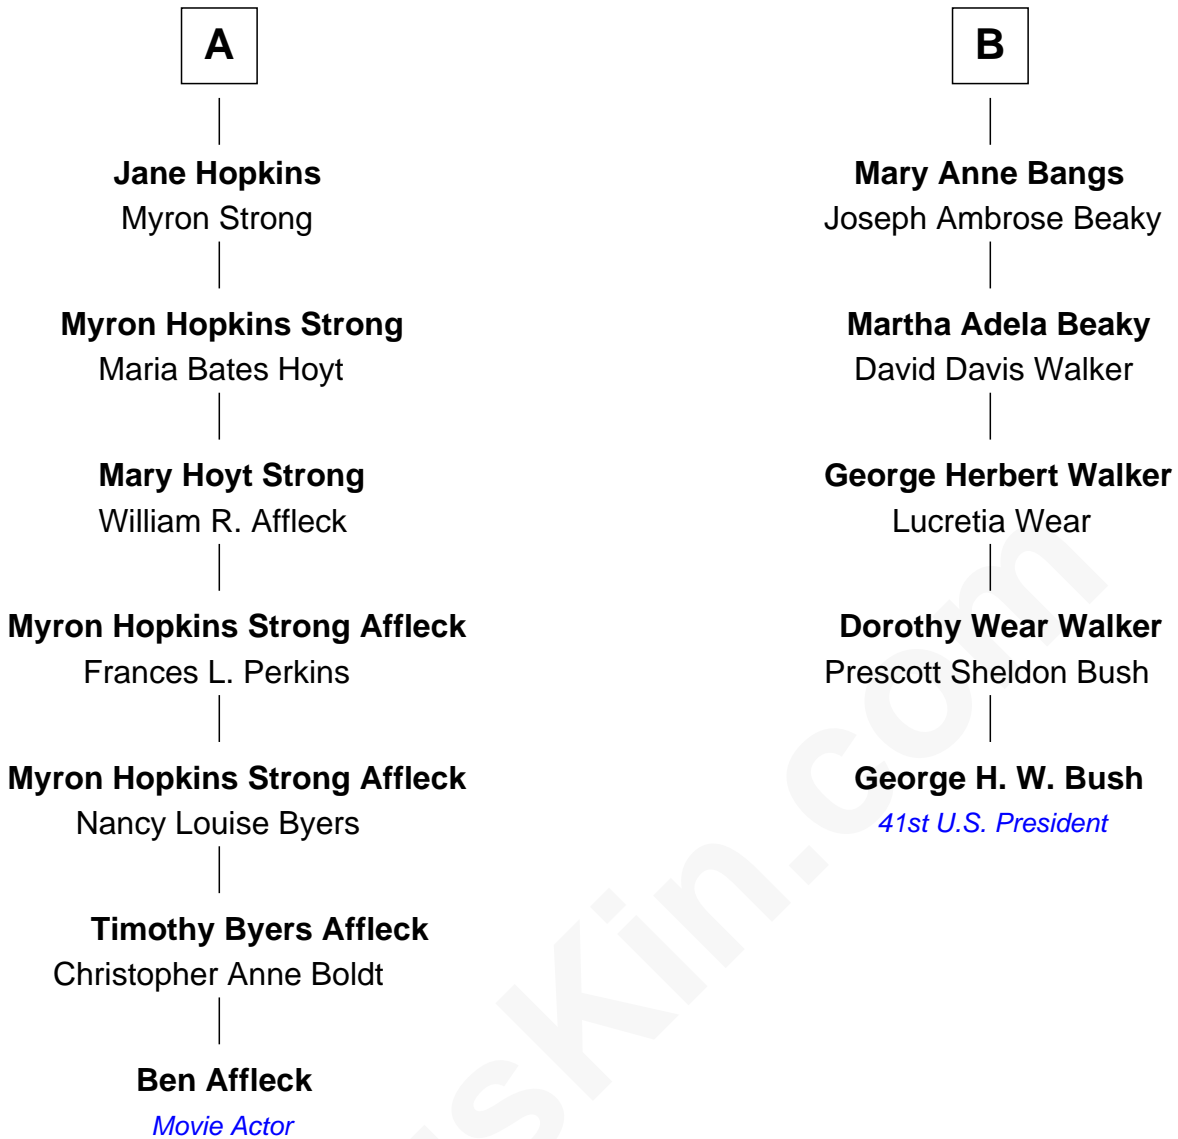 A
Jane Hopkins
Myron Strong
Myron Hopkins Strong
Maria Bates Hoyt
Mary Hoyt Strong
William R. Affleck
Myron Hopkins Strong Affleck
Frances L. Perkins
Myron Hopkins Strong Affleck
Nancy Louise Byers
Timothy Byers Affleck
Christopher Anne Boldt
Ben Affleck
Movie Actor
B
Mary Anne Bangs
Joseph Ambrose Beaky
Martha Adela Beaky
David Davis Walker
George Herbert Walker
Lucretia Wear
Dorothy Wear Walker
Prescott Sheldon Bush
George H. W. Bush
41st U.S. President
sKin.com